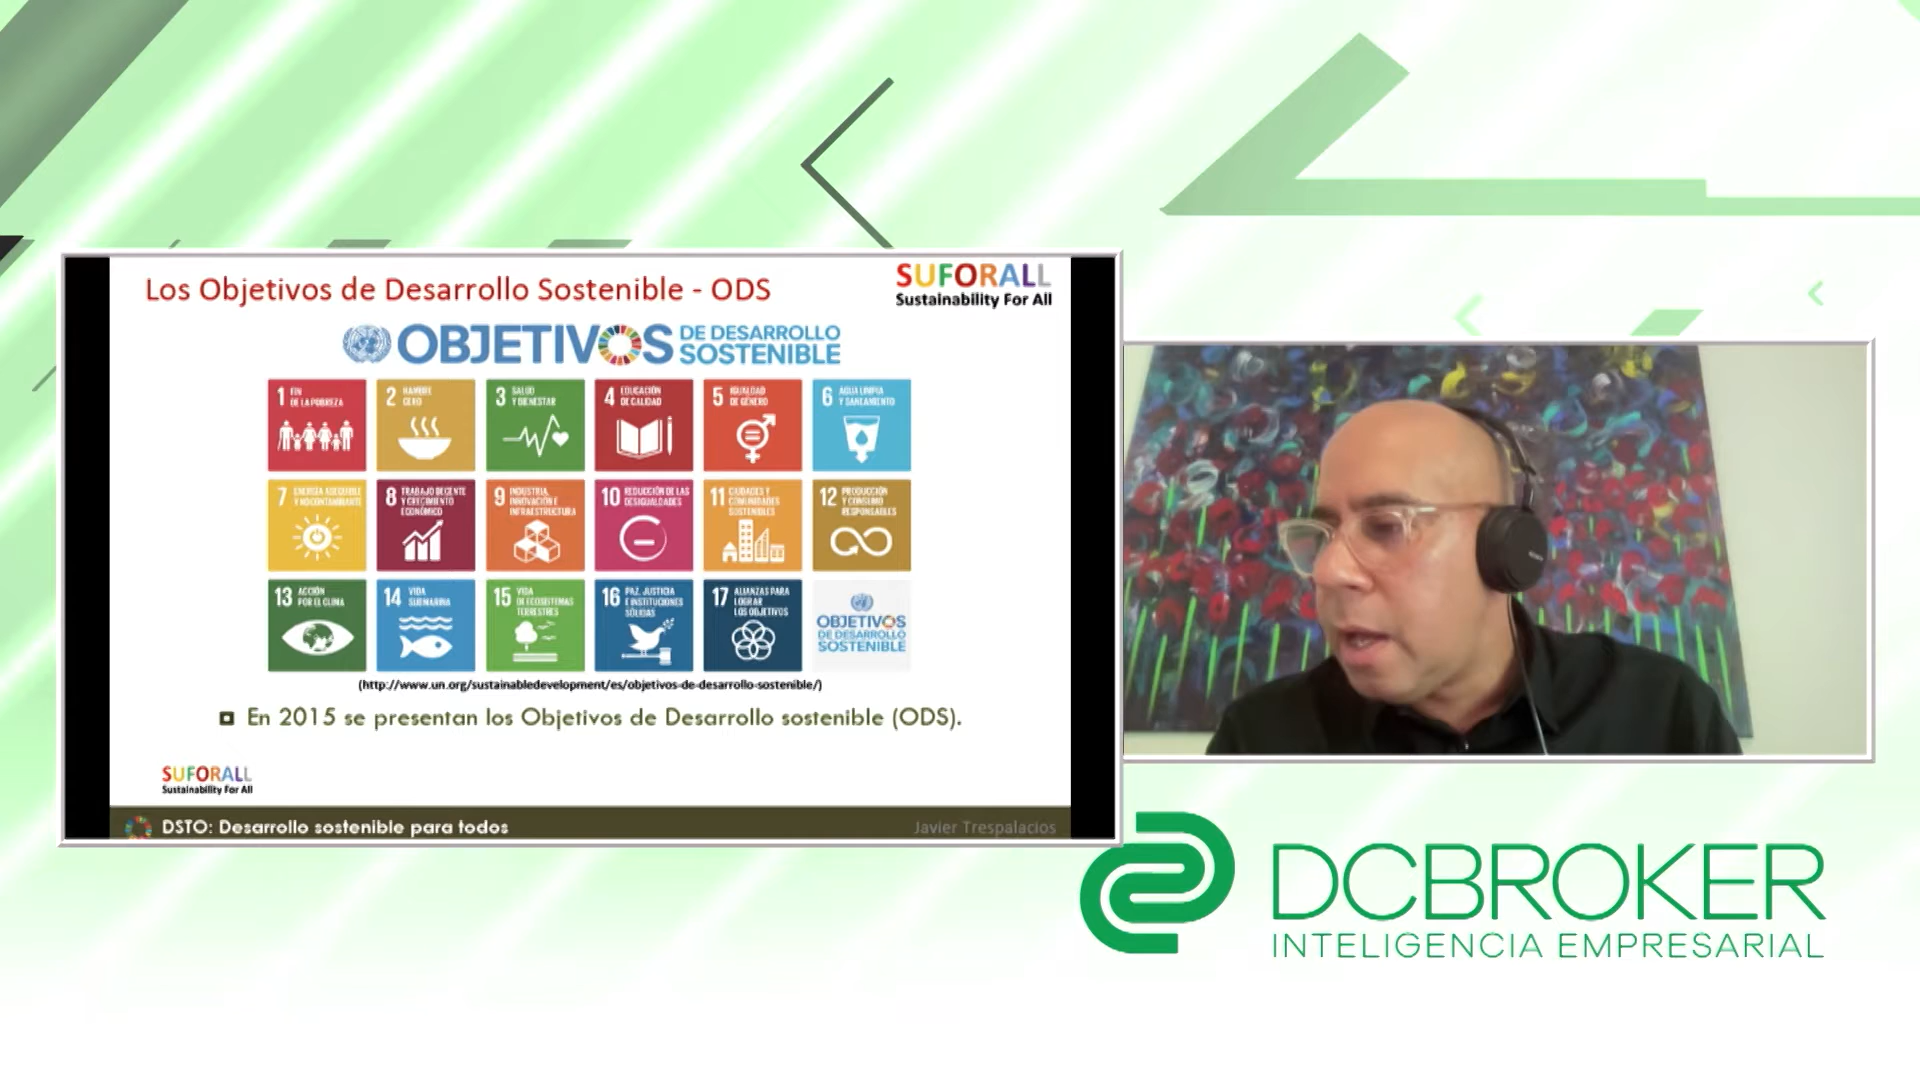 Los Objetivos de Desarrollo Sostenible - ODS
SUFORALL
Sustainability For All
OBJETIVOS
DE DESARROLLO
SOSTENIBLE
1 FIN
DE LA POBREZA
2 HAMBRE
CERO
3 SALUD
Y BIENESTAR
4 EDUCACIÓN
DE CALIDAD
5 IGUALDAD
DE GÉNERO
6 AGUA LIMPIA
Y SANEAMIENTO
7 ENERGÍA ASEQUIBLE
Y NO CONTAMINANTE
8 TRABAJO DECENTE
Y CRECIMIENTO
ECONÓMICO
9 INDUSTRIA,
INNOVACIÓN E
INFRAESTRUCTURA
10 REDUCCIÓN DE LAS
DESIGUALDADES
11 CIUDADES Y
COMUNIDADES
SOSTENIBLES
12 PRODUCCIÓN
Y CONSUMO
RESPONSABLES
13 ACCIÓN
POR EL CLIMA
14 VIDA
SUBMARINA
15 VIDA
DE ECOSISTEMAS
TERRESTRES
16 PAZ, JUSTICIA
E INSTITUCIONES
SÓLIDAS
17 ALIANZAS PARA
LOGRAR
LOS OBJETIVOS
OBJETIVOS
DE DESARROLLO
SOSTENIBLE
(http://www.un.org/sustainabledevelopment/es/objetivos-de-desarrollo-sostenible/)
En 2015 se presentan los Objetivos de Desarrollo sostenible (ODS).
SUFORALL
Sustainability For All
DSTO: Desarrollo sostenible para todos
Javier Trespalacios
DCBROKER
INTELIGENCIA EMPRESARIAL